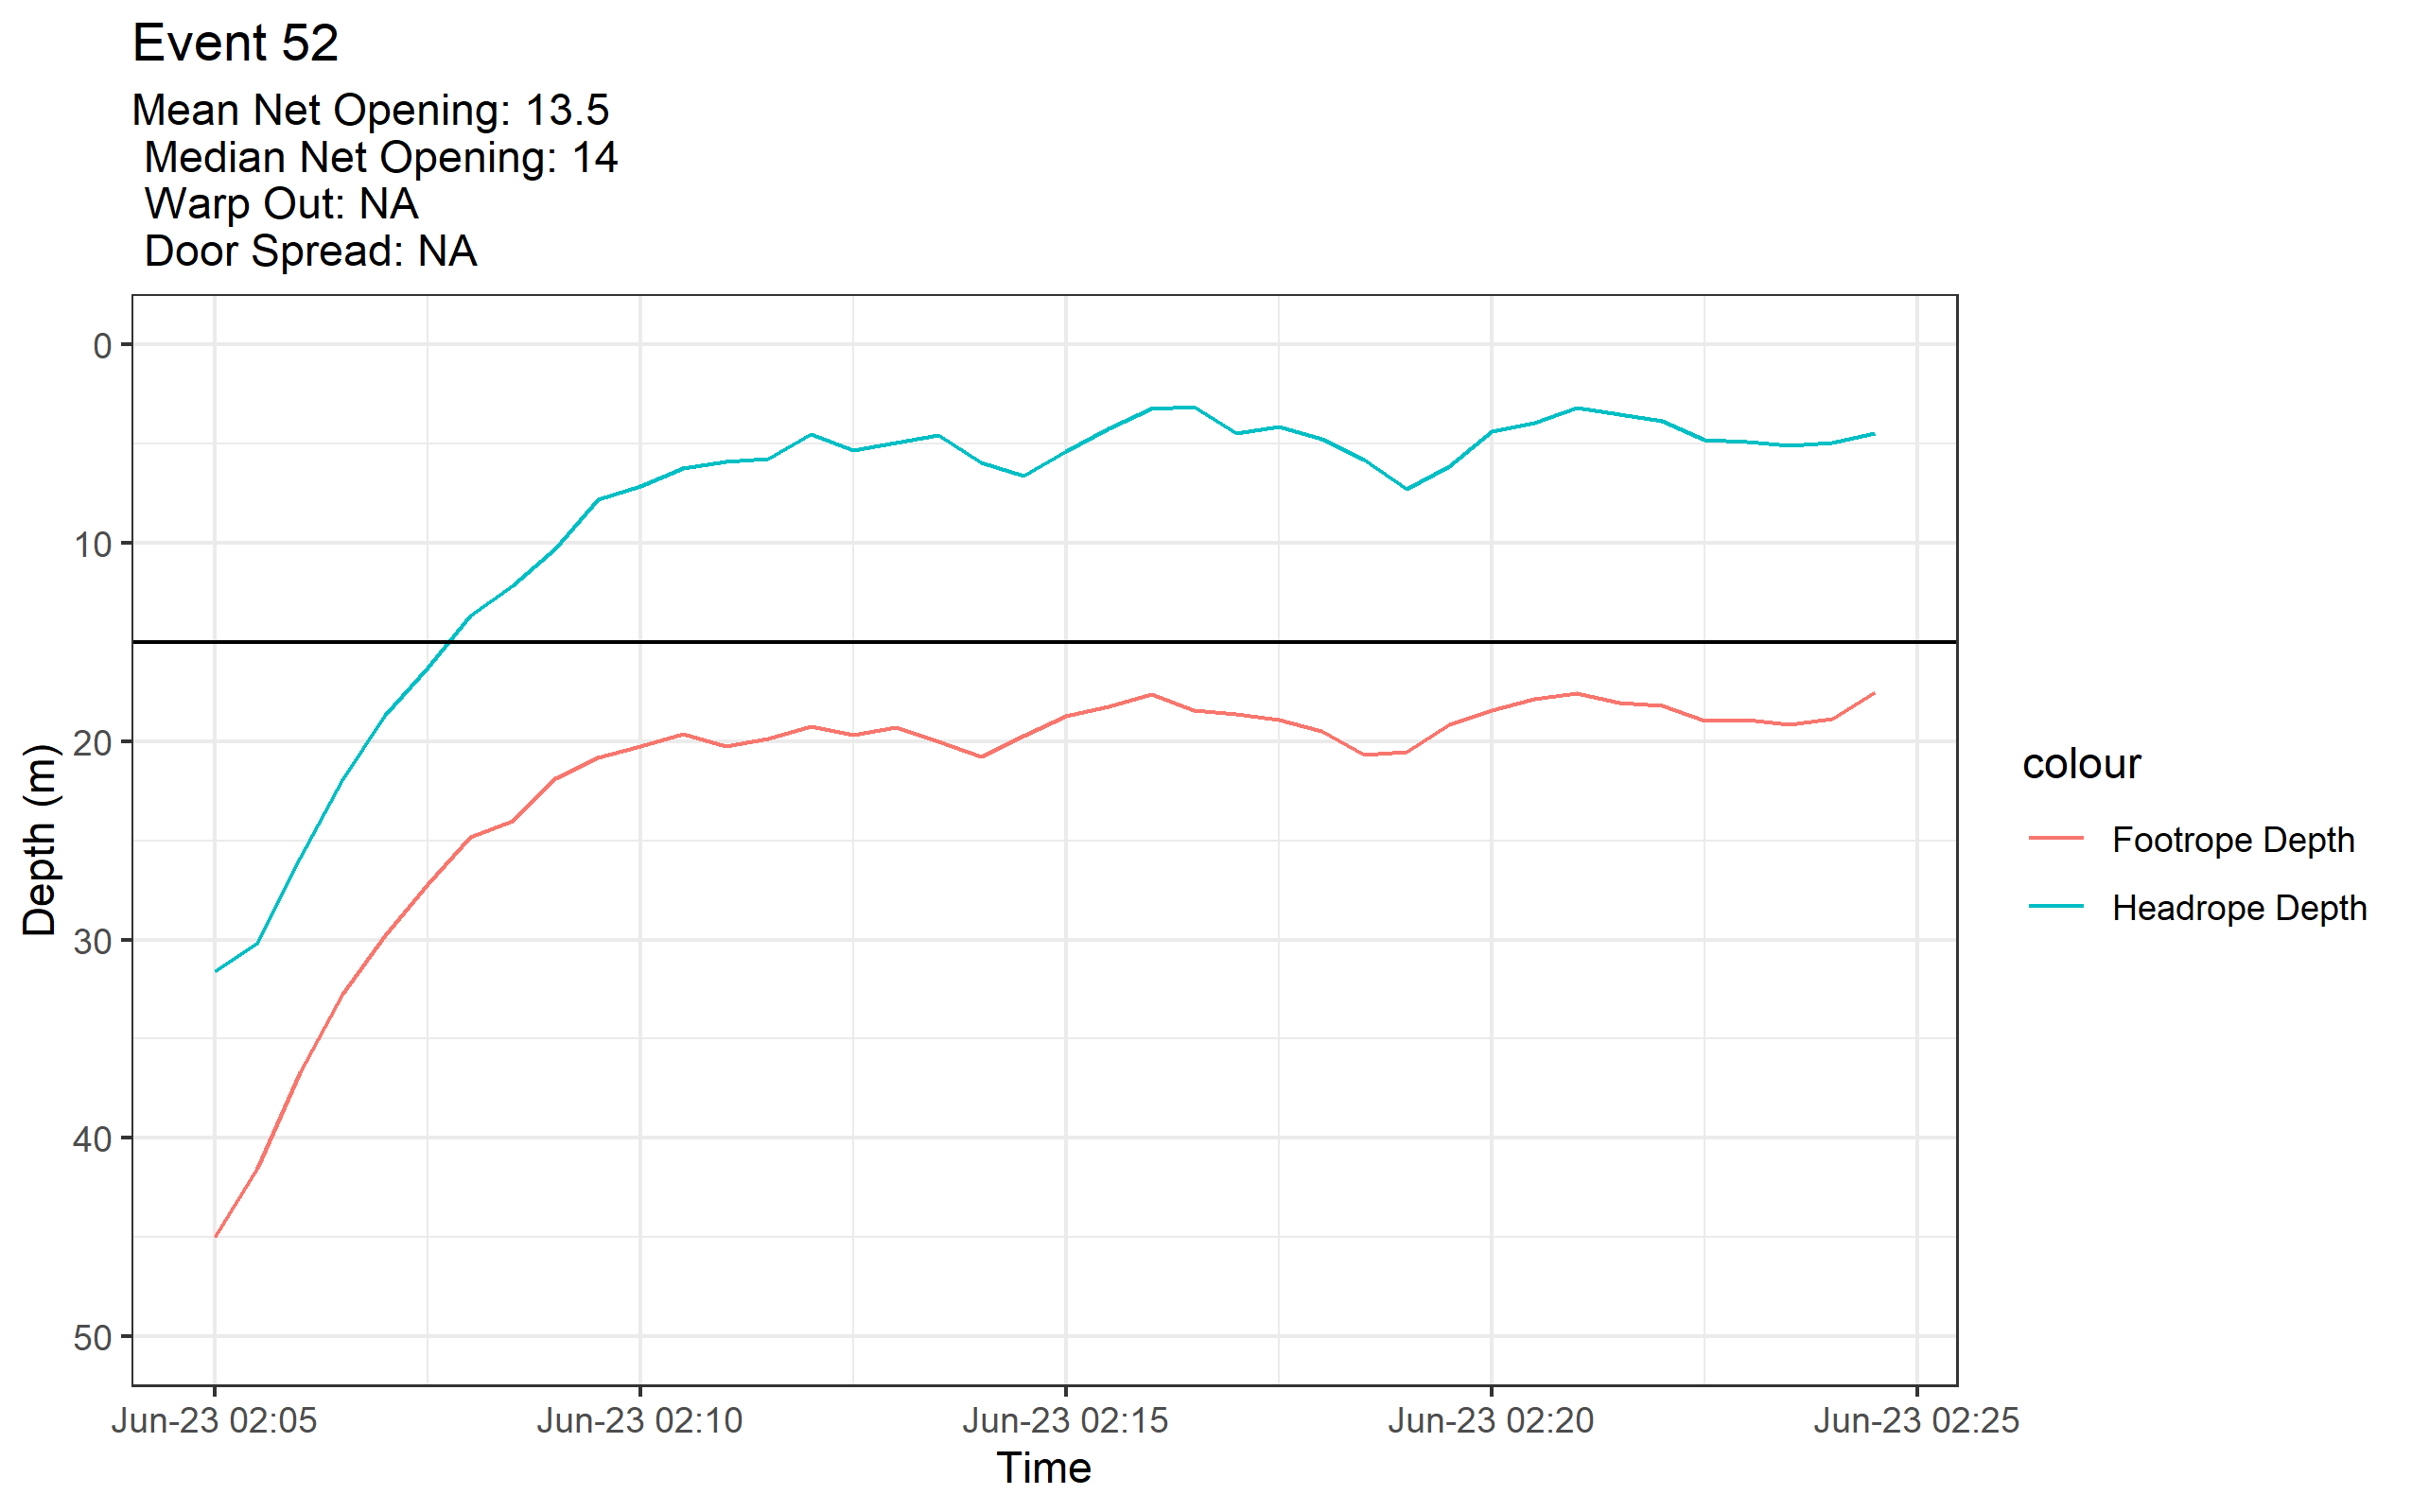 Event 52
Mean Net Opening: 13.5
Median Net Opening: 14
Warp Out: NA
Door Spread: NA
0
10
20
30
40
50
Depth (m)
Jun-23 02:05
Jun-23 02:10
Jun-23 02:15
Jun-23 02:20
Jun-23 02:25
Time
colour
Footrope Depth
Headrope Depth